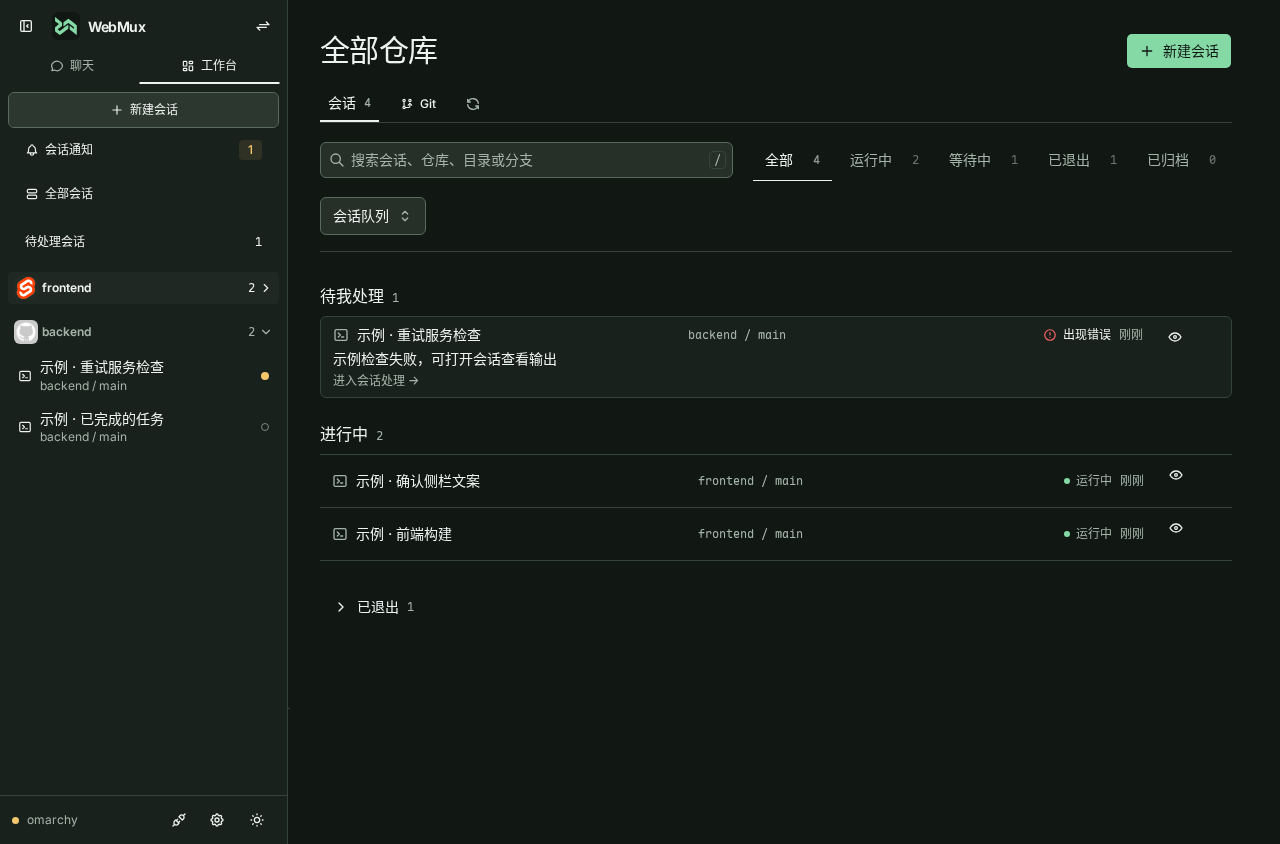 WebMux
聊天
工作台
新建会话
会话通知 1
全部会话
待处理会话 1
frontend 2
backend 2
示例 · 重试服务检查
backend / main
示例 · 已完成的任务
backend / main
omarchy
全部仓库
新建会话
会话 4
Git
搜索会话、仓库、目录或分支 /
全部 4
运行中 2
等待中 1
已退出 1
已归档 0
会话队列
待我处理 1
示例 · 重试服务检查 backend / main 出现错误 刚刚
示例检查失败，可打开会话查看输出
进入会话处理 →
进行中 2
示例 · 确认侧栏文案 frontend / main 运行中 刚刚
示例 · 前端构建 frontend / main 运行中 刚刚
已退出 1